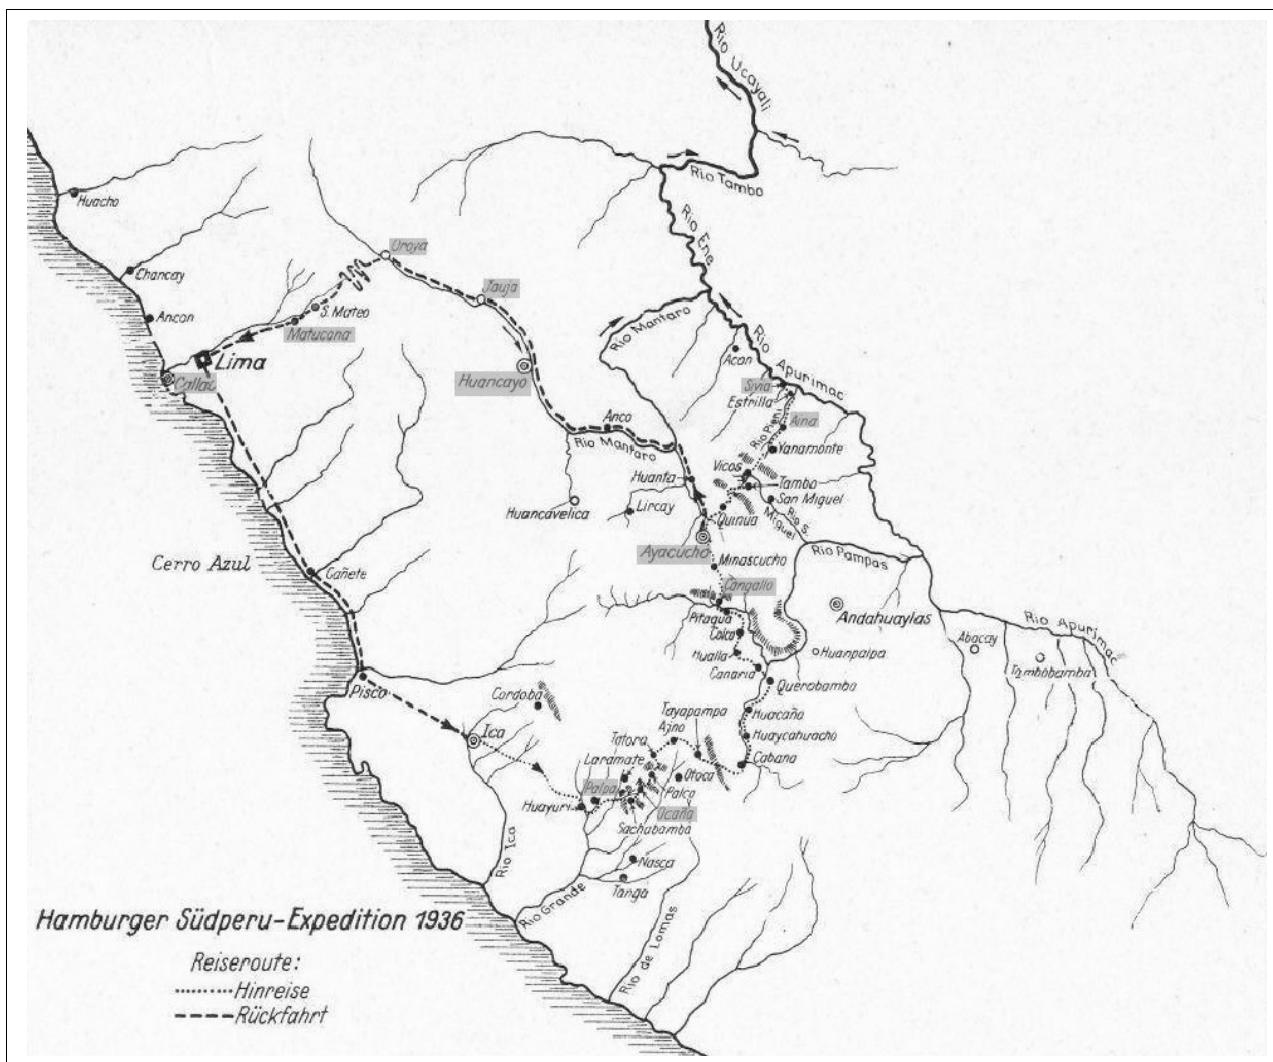 Rio Ucayali
Rio Tambo
Huacho
Rio Ene
Oroya
Chancay
Jauja
Ancon
S. Mateo
Matucana
Rio Mantaro
Lima
Acon
Rio Apurimac
Callao
Huancayo
Sivia
Estrilla
Aina
Anco
Rio Piene
Rio Mantaro
Yanamonte
Vicos
Huanta
Tambo
San Miguel
Huancavelica
Lircay
Quinua
Rio S.
Miguel
Ayacucho
Rio Pampas
Minascucho
Cerro Azul
Cañete
Cangallo
Pitagua
Andahuaylas
Rio Apurimac
Colca
Abacay
Hualla
Huanpalpa
Tambobamba
Canaria
Pisco
Querobamba
Cordoba
Tayapampa
Huacaña
Ica
Tatora
Huaycahuacho
Laramate
Otoca
Cabana
Palpa
Palca
Huayuri
Ucaña
Sachabamba
Rio Ica
Nasca
Tanga
Rio Grande
Rio de Lomas
Hamburger Südperu-Expedition 1936
Reiseroute:
Hinreise
Rückfahrt